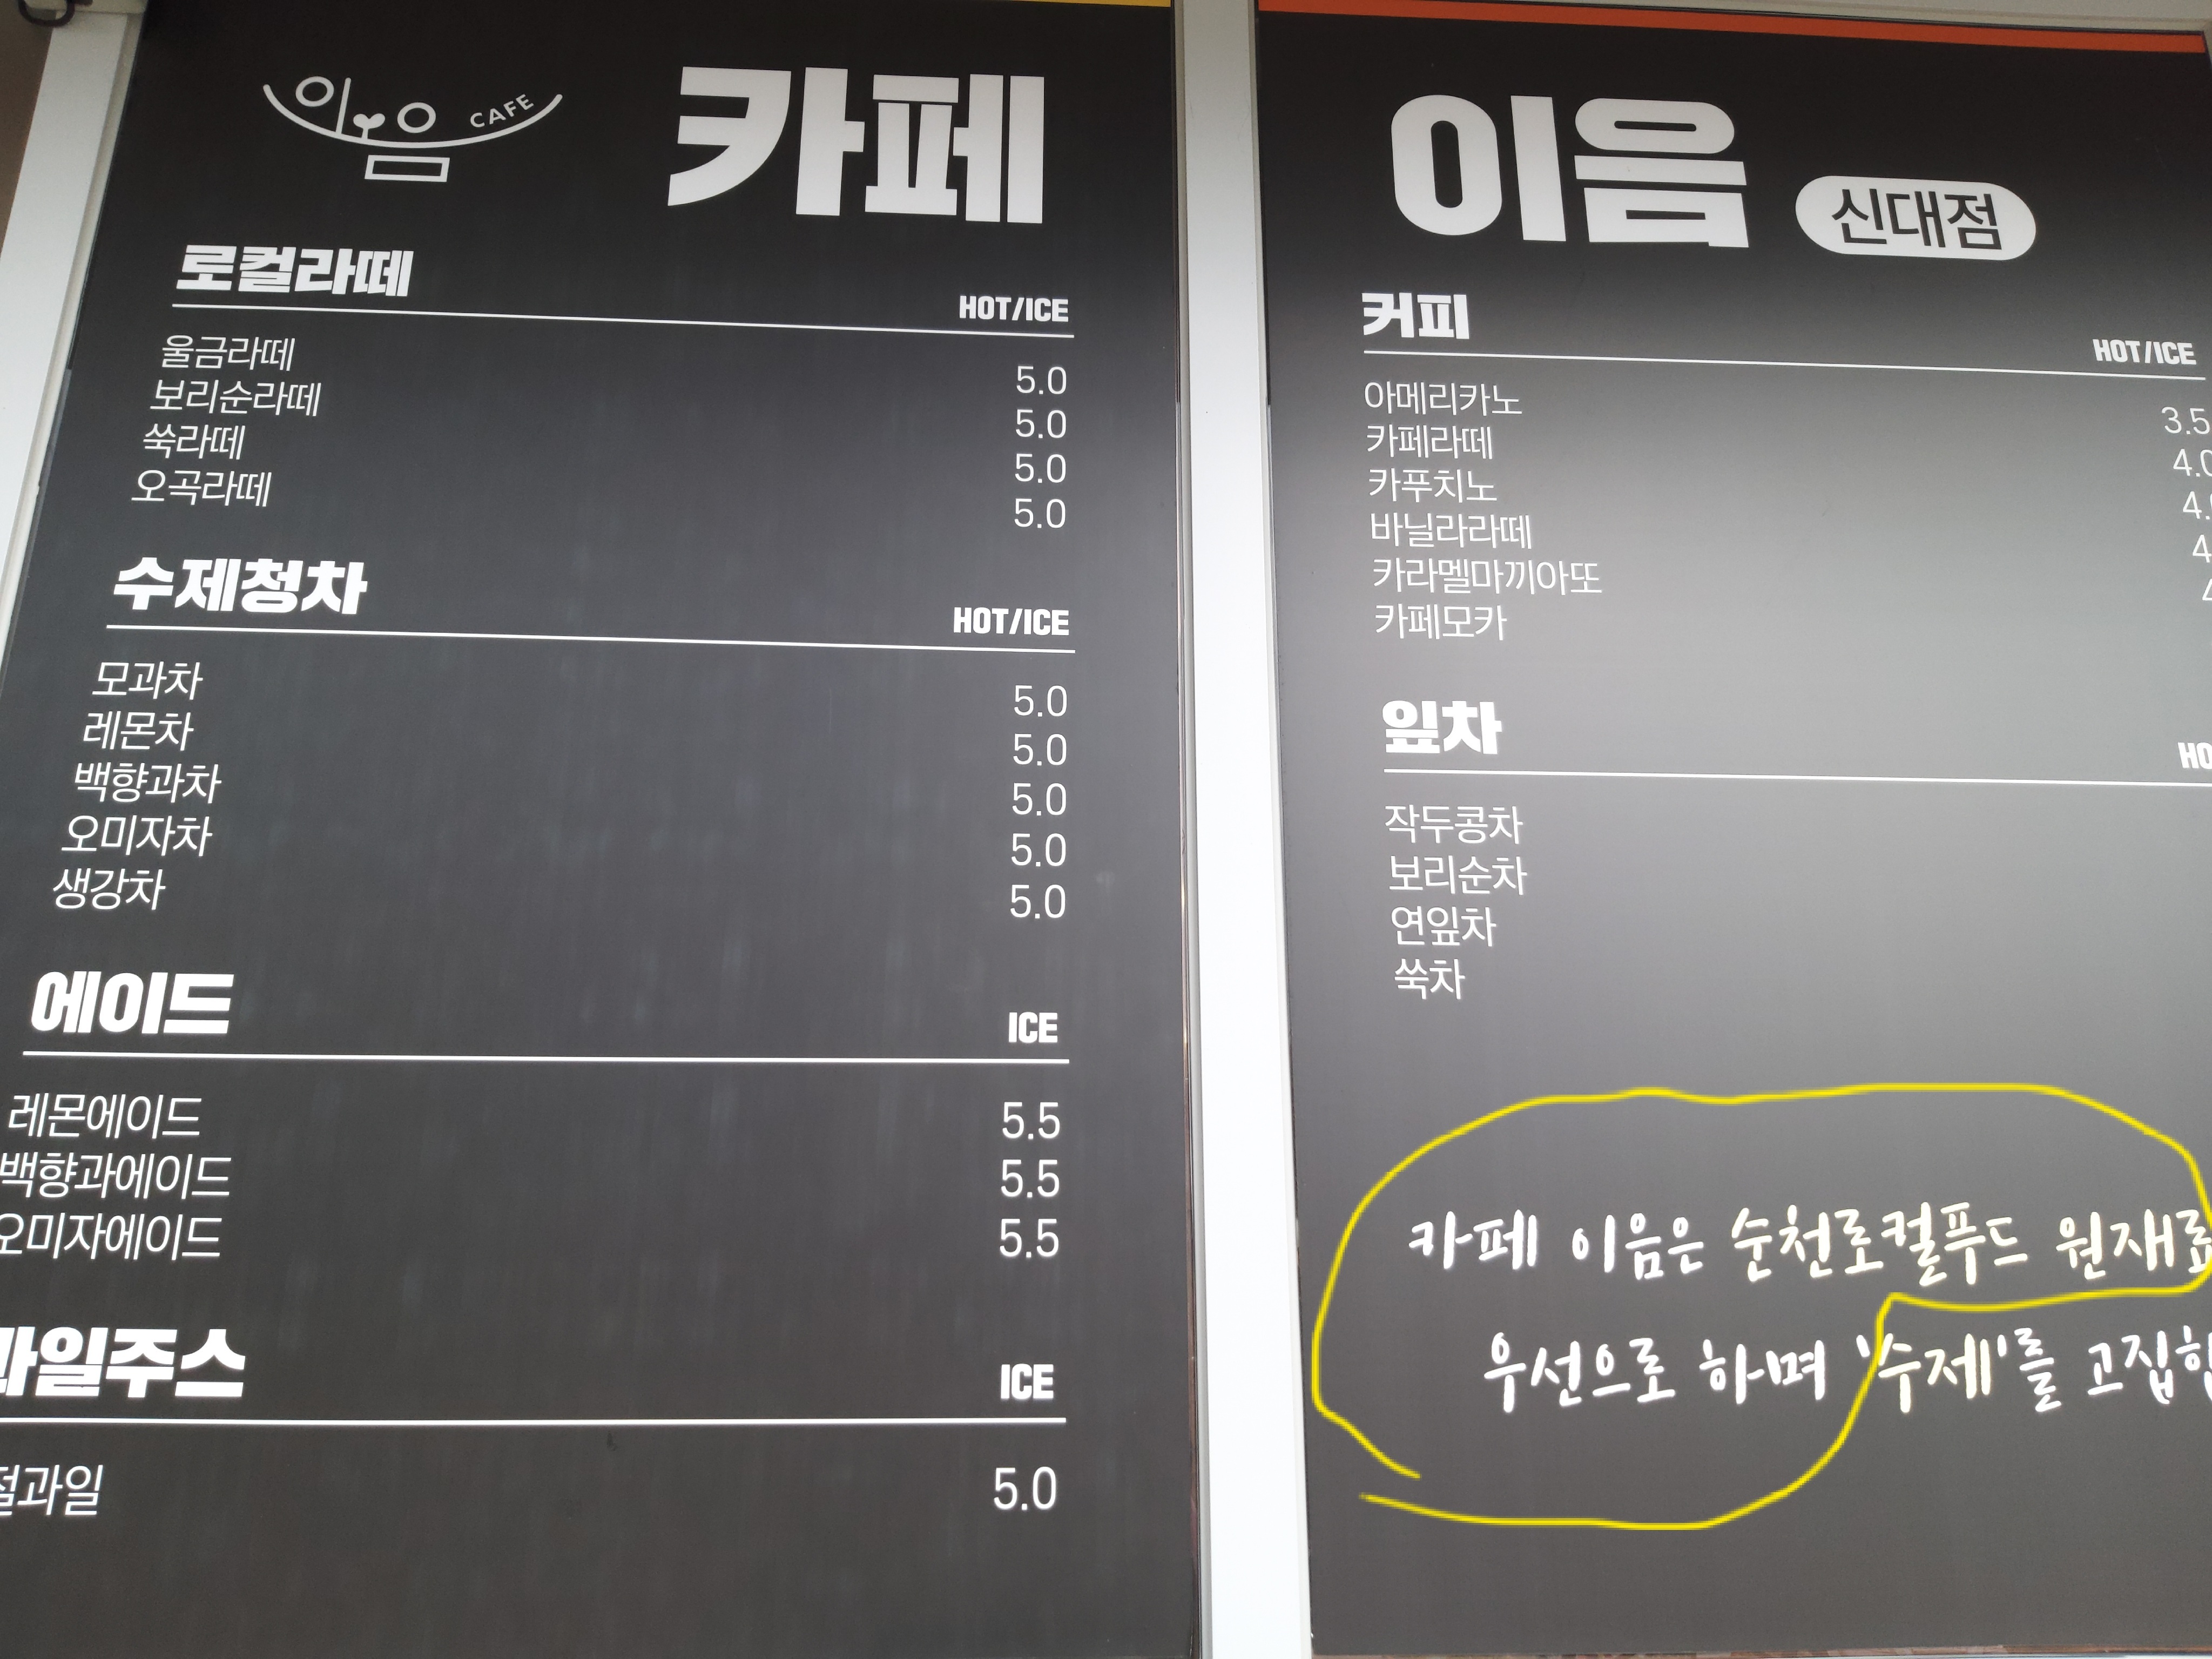 이음 CAFE
카페
로컬라떼
HOT/ICE
울금라떼 5.0
보리순라떼 5.0
쑥라떼 5.0
오곡라떼 5.0
수제청차
HOT/ICE
모과차 5.0
레몬차 5.0
백향과차 5.0
오미자차 5.0
생강차 5.0
에이드
ICE
레몬에이드 5.5
백향과에이드 5.5
오미자에이드 5.5
과일주스
ICE
절과일 5.0
이음 신대점
커피
HOT/ICE
아메리카노 3.5
카페라떼 4.0
카푸치노
바닐라라떼
카라멜마끼아또
카페모카
잎차
작두콩차
보리순차
연잎차
쑥차
카페 이음은 순천로컬푸드 원재료
우선으로 하며 '수제'를